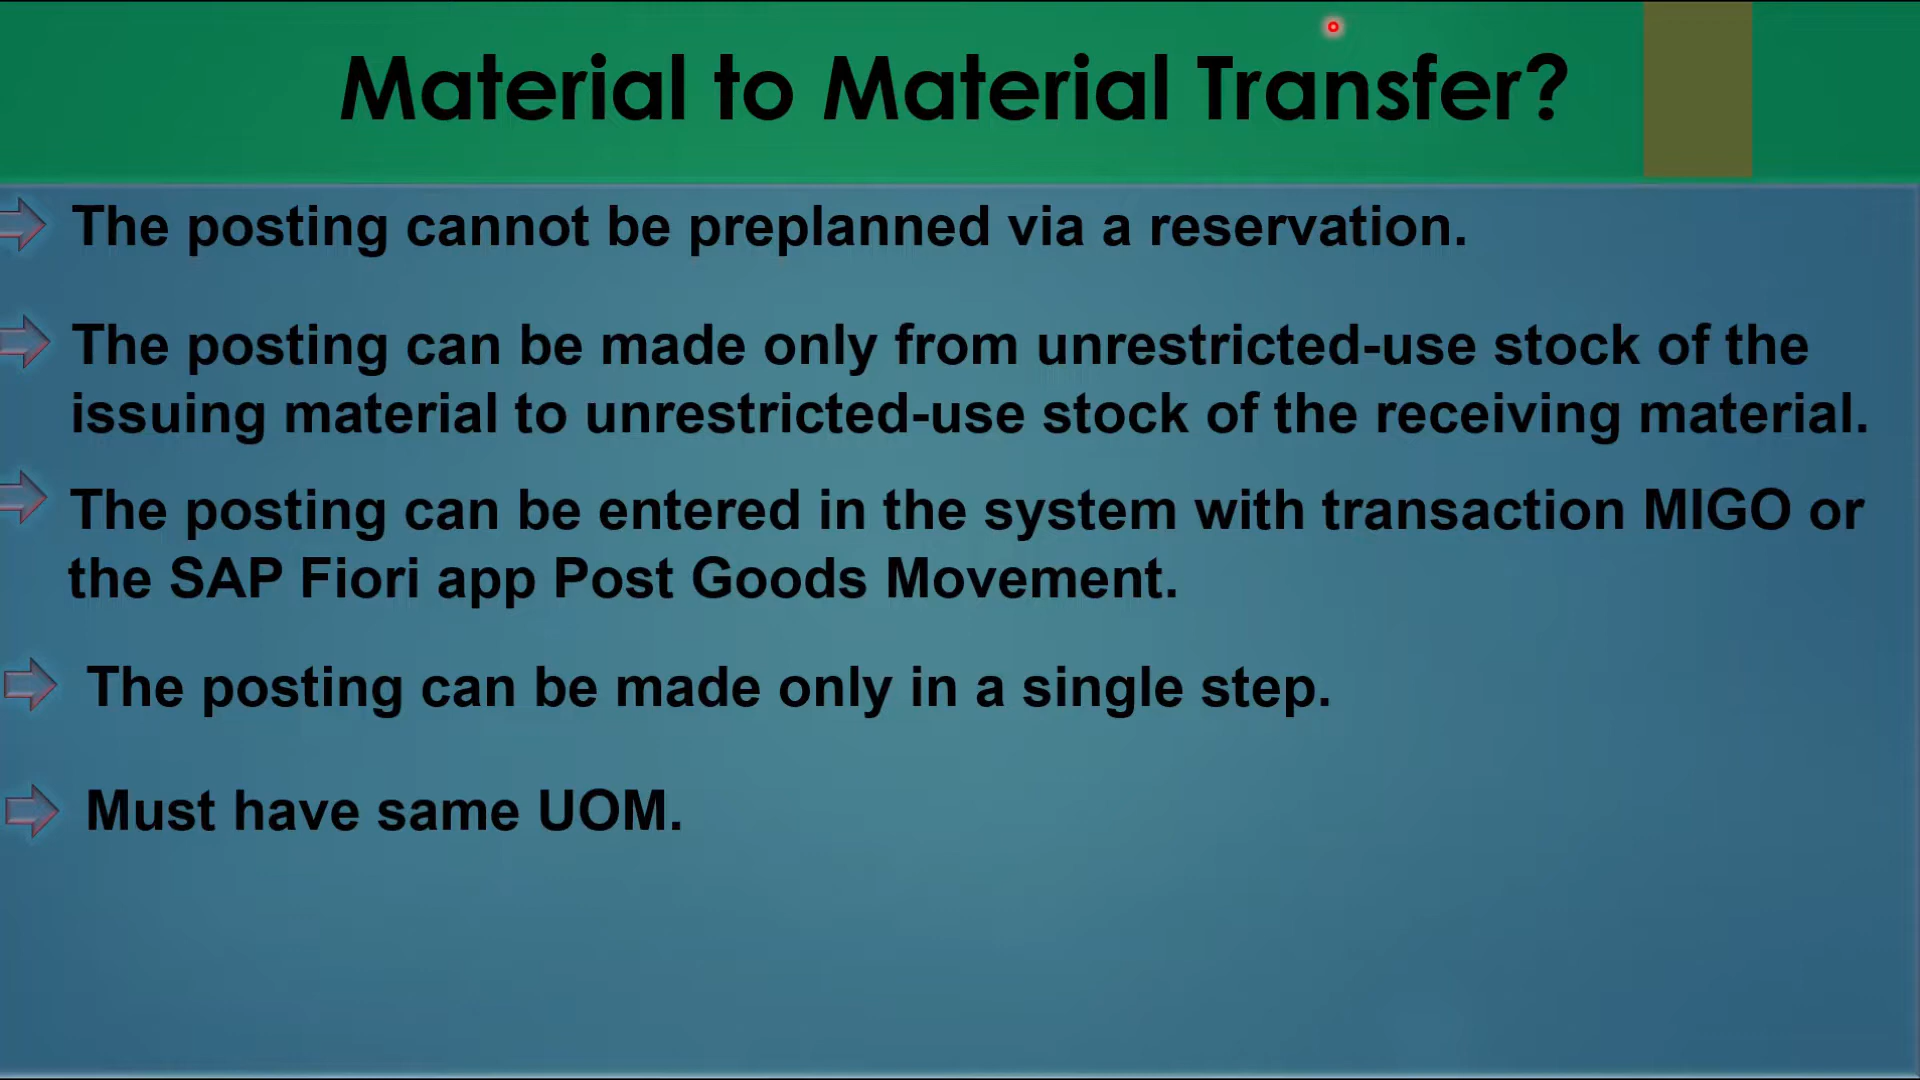 Material to Material Transfer?
The posting cannot be preplanned via a reservation.
The posting can be made only from unrestricted-use stock of the
issuing material to unrestricted-use stock of the receiving material.
The posting can be entered in the system with transaction MIGO or
the SAP Fiori app Post Goods Movement.
The posting can be made only in a single step.
Must have same UOM.